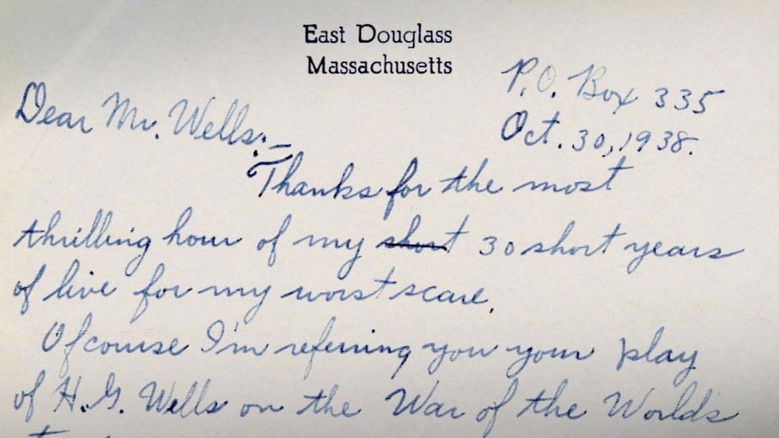 East Douglass
Massachusetts
P.O. Box 335
Oct. 30, 1938.
Dear Mr. Wells:–
Thanks for the most
thrilling hour of my short 30 short years
of live for my worst scare.
Of course I'm referring you your play
of H.G. Wells on the War of the Worlds